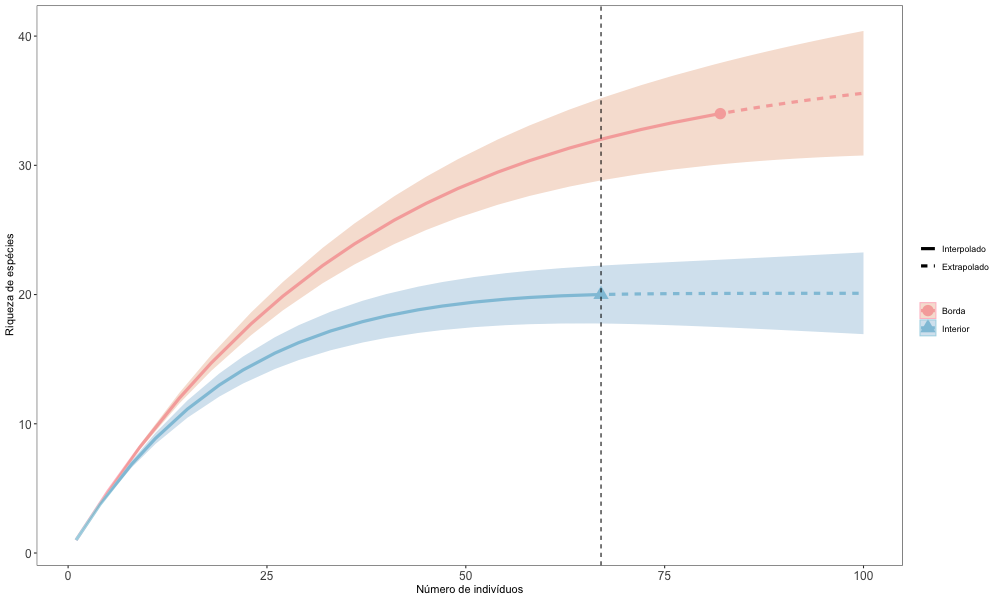 Riqueza de espécies
40
30
20
10
0
0 25 50 75 100
Número de indivíduos
Interpolado
Extrapolado
Borda
Interior